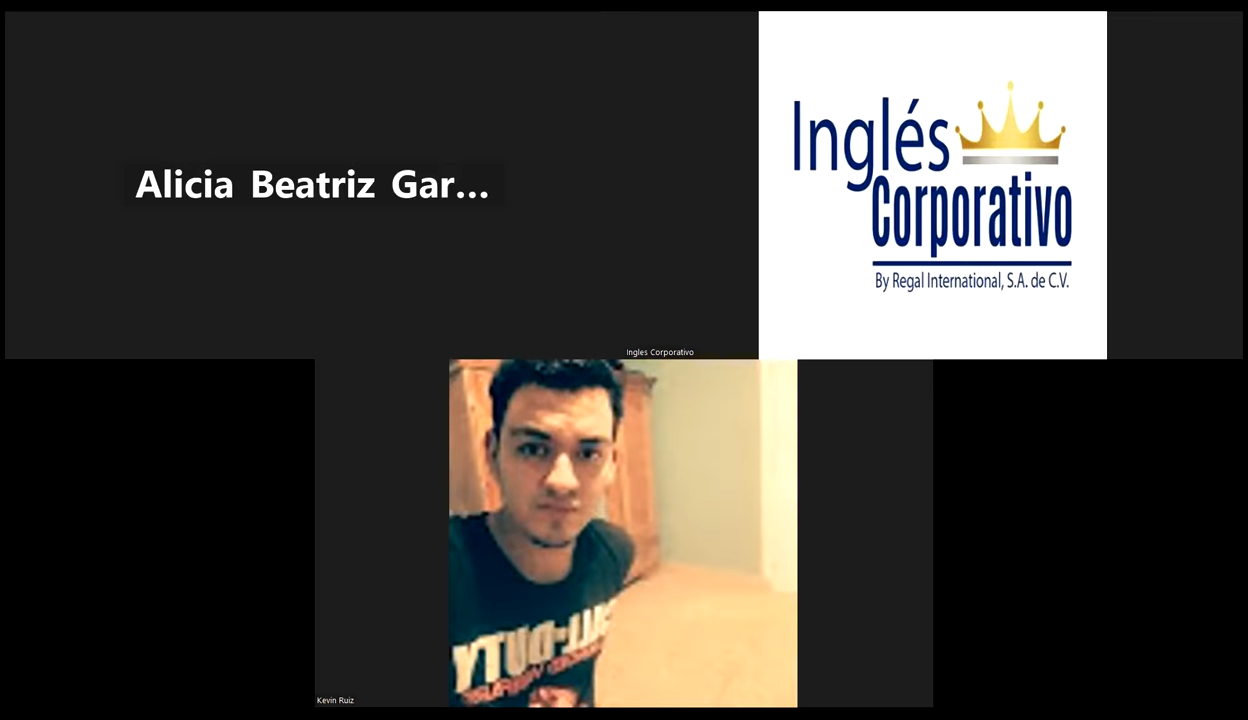 Alicia Beatriz Gar...
Inglés
Corporativo
By Regal International, S.A. de C.V.
Ingles Corporativo
Kevin Ruiz